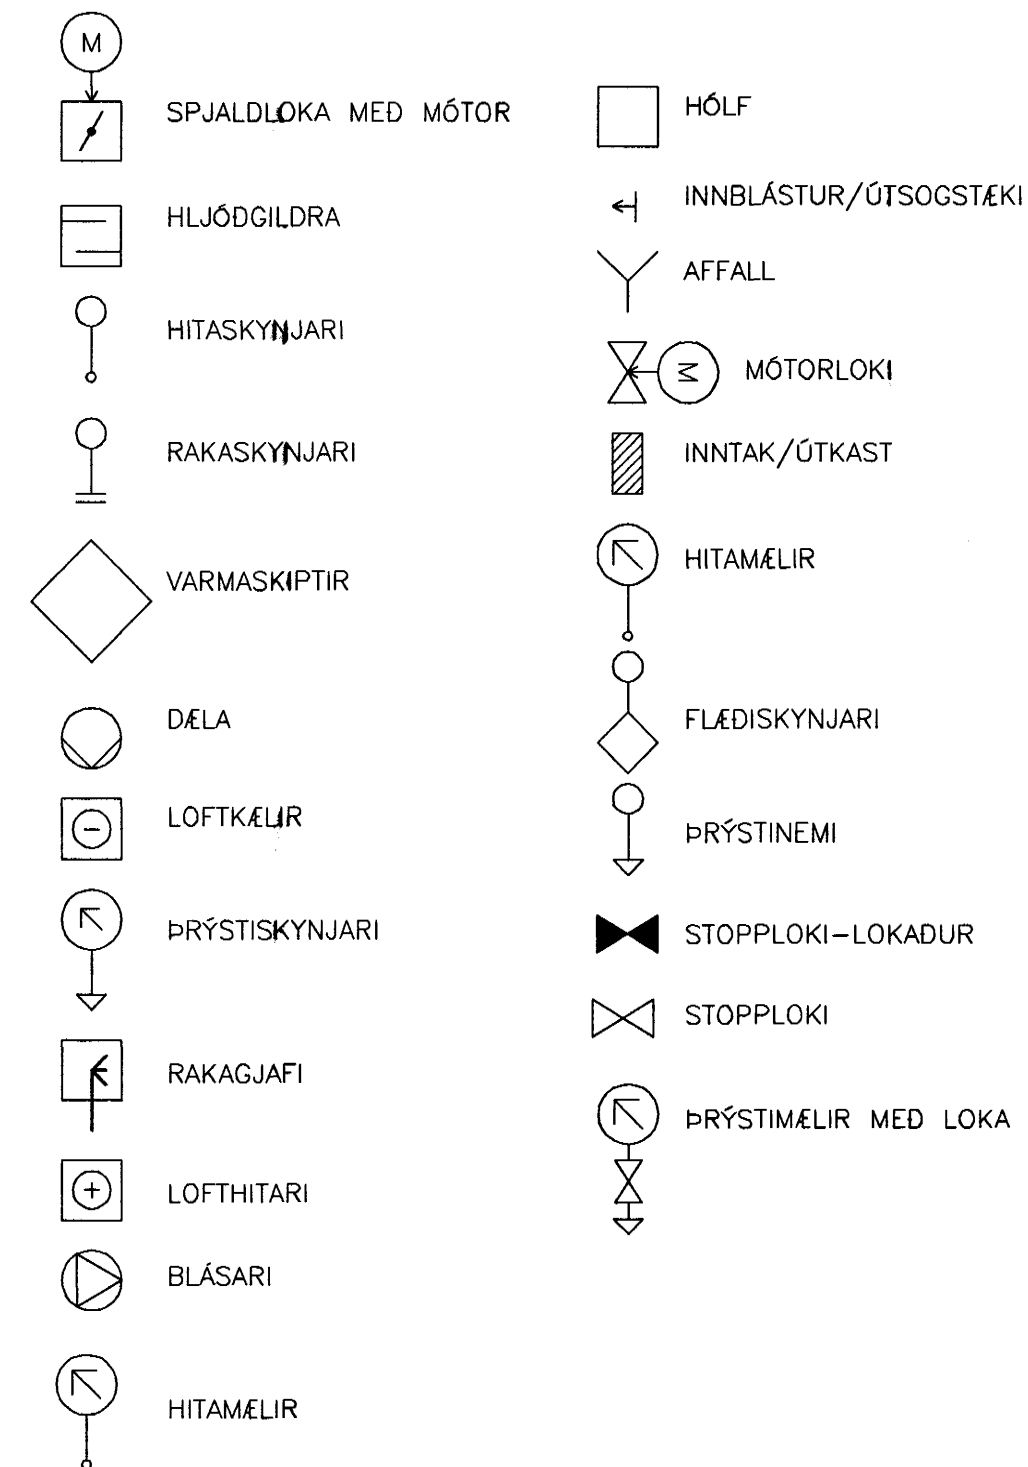 M
SPJALDLOKA MEÐ MÓTOR
HLJÓÐGILDRA
HITASKYNJARI
RAKASKYNJARI
VARMASKIPTIR
DÆLA
LOFTKÆLIR
ÞRÝSTISKYNJARI
RAKAGJAFI
LOFTHITARI
BLÁSARI
HITAMÆLIR
HÓLF
INNBLÁSTUR/ÚTSOGSTÆKI
AFFALL
M MÓTORLOKI
INNTAK/ÚTKAST
HITAMÆLIR
FLÆÐISKYNJARI
ÞRÝSTINEMI
STOPPLOKI-LOKAÐUR
STOPPLOKI
ÞRÝSTIMÆLIR MEÐ LOKA